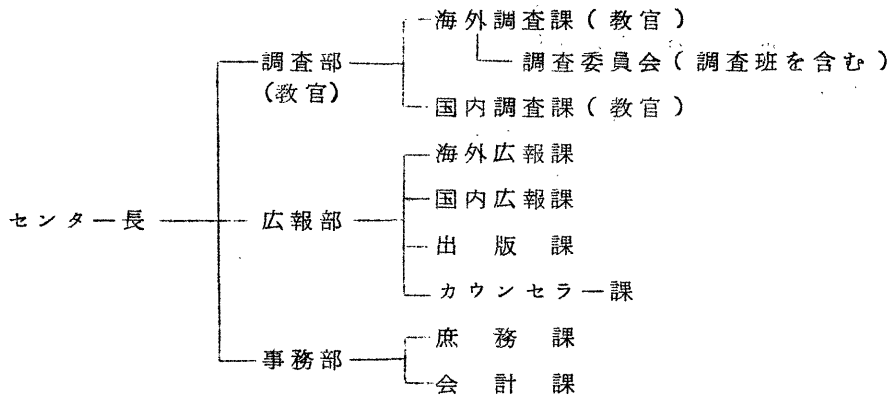 海外調査課(教官)
調査部
調査委員会(調査班を含む)
(教官)
国内調査課(教官)
海外広報課
国内広報課
センター長
広報部
出版課
カウンセラー課
庶務課
事務部
会計課